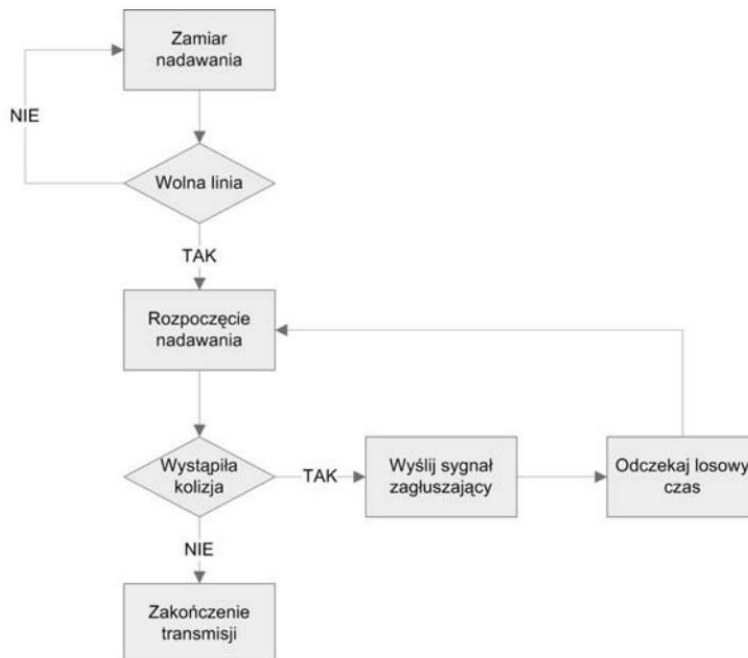 Zamiar
nadawania
NIE
Wolna linia
TAK
Rozpoczęcie
nadawania
Wystąpiła
kolizja
TAK
Wyślij sygnał
zagłuszający
Odczekaj losowy
czas
NIE
Zakończenie
transmisji